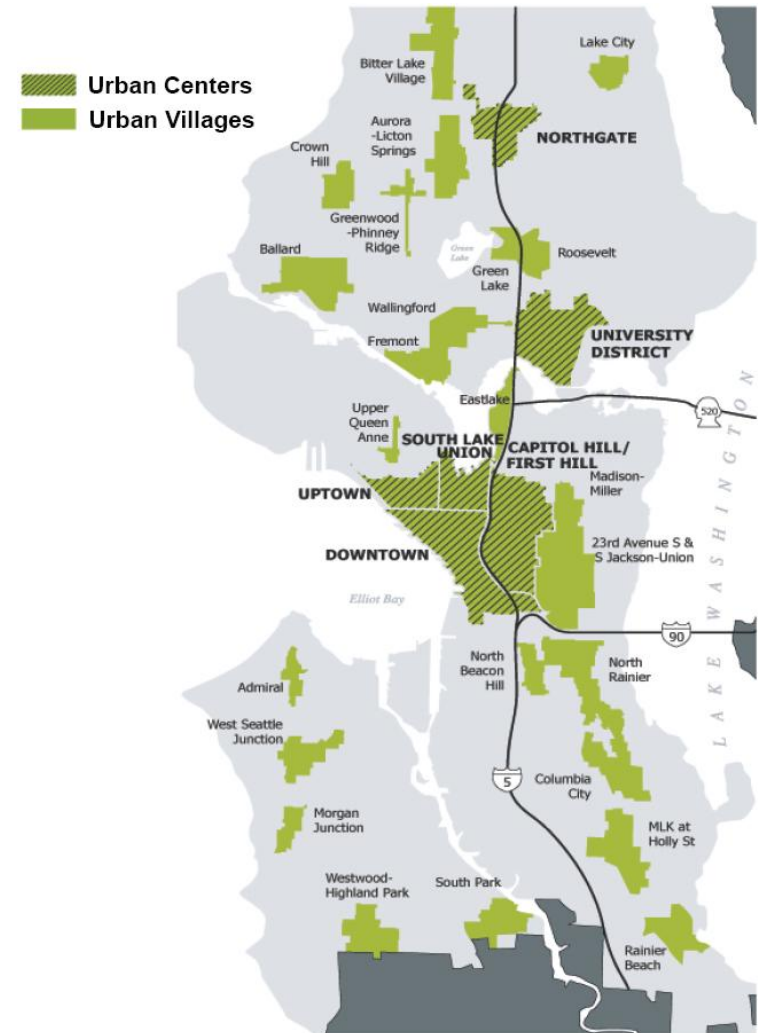 Urban Centers
Urban Villages
Bitter Lake
Village
Lake City
Aurora
-Licton
Springs
NORTHGATE
Crown
Hill
Greenwood
-Phinney
Ridge
Ballard
Green
Lake
Green
Lake
Roosevelt
Wallingford
Fremont
UNIVERSITY
DISTRICT
Eastlake
520
Upper
Queen
Anne
SOUTH LAKE
UNION
CAPITOL HILL/
FIRST HILL
Madison-
Miller
UPTOWN
23rd Avenue S &
S Jackson-Union
DOWNTOWN
Elliot Bay
LAKE WASHINGTON
90
North
Beacon
Hill
North
Rainier
Admiral
West Seattle
Junction
5
Columbia
City
Morgan
Junction
MLK at
Holly St
Westwood-
Highland Park
South Park
Rainier
Beach